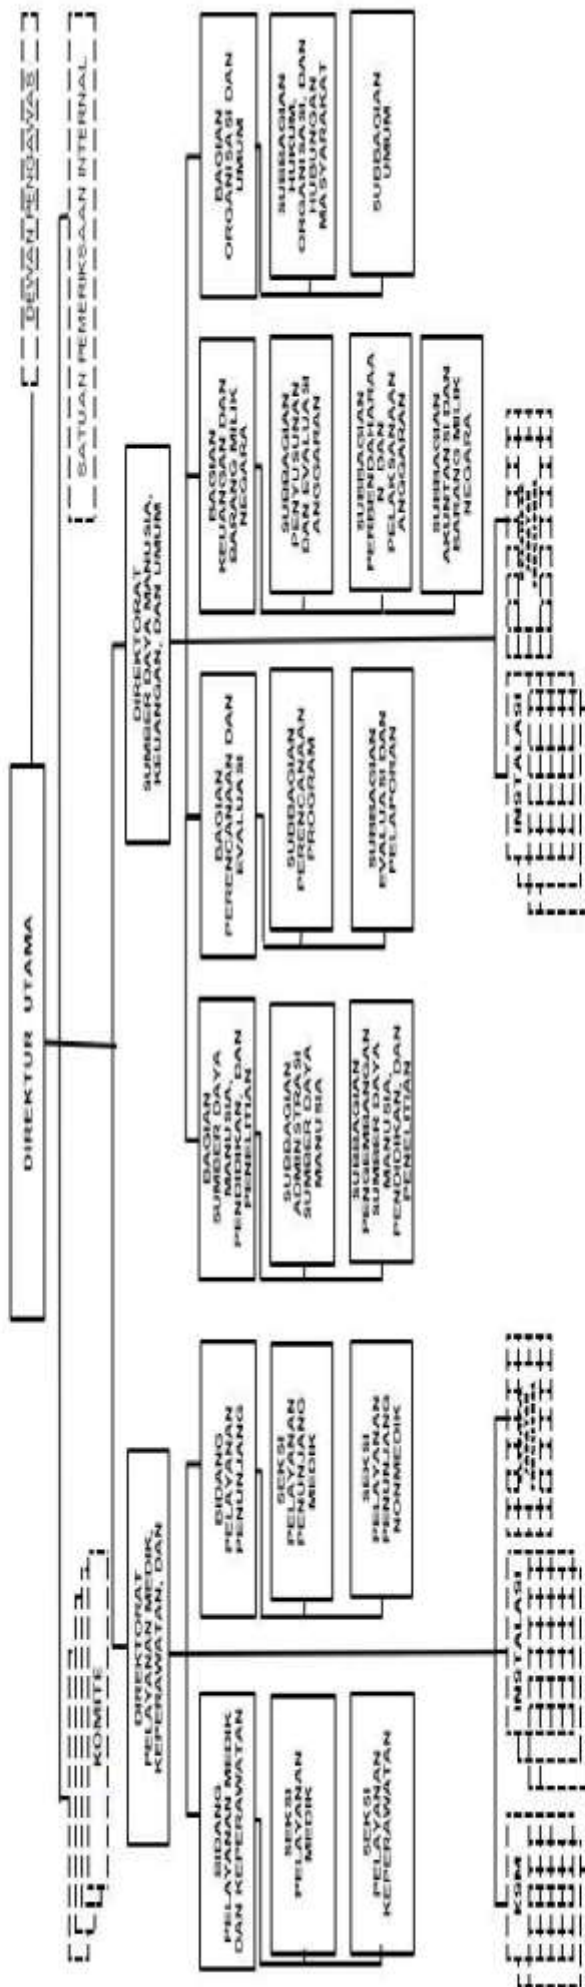 DIREKTUR UTAMA
DEWAN PENGAWAS
KOMITE
SATUAN PEMERIKSAAN INTERNAL
DIREKTORAT
PELAYANAN MEDIK,
KEPERAWATAN, DAN
DIREKTORAT
SUMBER DAYA MANUSIA,
KEUANGAN, DAN UMUM
BIDANG
PELAYANAN MEDIK
DAN KEPERAWATAN
SEKSI
PELAYANAN
MEDIK
SEKSI
PELAYANAN
KEPERAWATAN
BIDANG
PELAYANAN
PENUNJANG
SEKSI
PELAYANAN
PENUNJANG
MEDIK
SEKSI
PELAYANAN
PENUNJANG
NONMEDIK
BAGIAN
SUMBER DAYA
MANUSIA,
PENDIDIKAN, DAN
PENELITIAN
SUBBAGIAN
ADMINISTRASI
SUMBER DAYA
MANUSIA
SUBBAGIAN
PENGEMBANGAN
SUMBER DAYA
MANUSIA,
PENDIDIKAN, DAN
PENELITIAN
BAGIAN
PERENCANAAN DAN
EVALUASI
SUBBAGIAN
PERENCANAAN
PROGRAM
SUBBAGIAN
EVALUASI DAN
PELAPORAN
BAGIAN
KEUANGAN DAN
BARANG MILIK
NEGARA
SUBBAGIAN
PENYUSUNAN
DAN EVALUASI
ANGGARAN
SUBBAGIAN
PERBENDAHARAA
N DAN
PELAKSANAAN
ANGGARAN
SUBBAGIAN
AKUNTANSI DAN
BARANG MILIK
NEGARA
BAGIAN
ORGANISASI DAN
UMUM
SUBBAGIAN
HUKUM,
ORGANISASI, DAN
HUBUNGAN
MASYARAKAT
SUBBAGIAN
UMUM
KSM
INSTALASI
INSTALASI